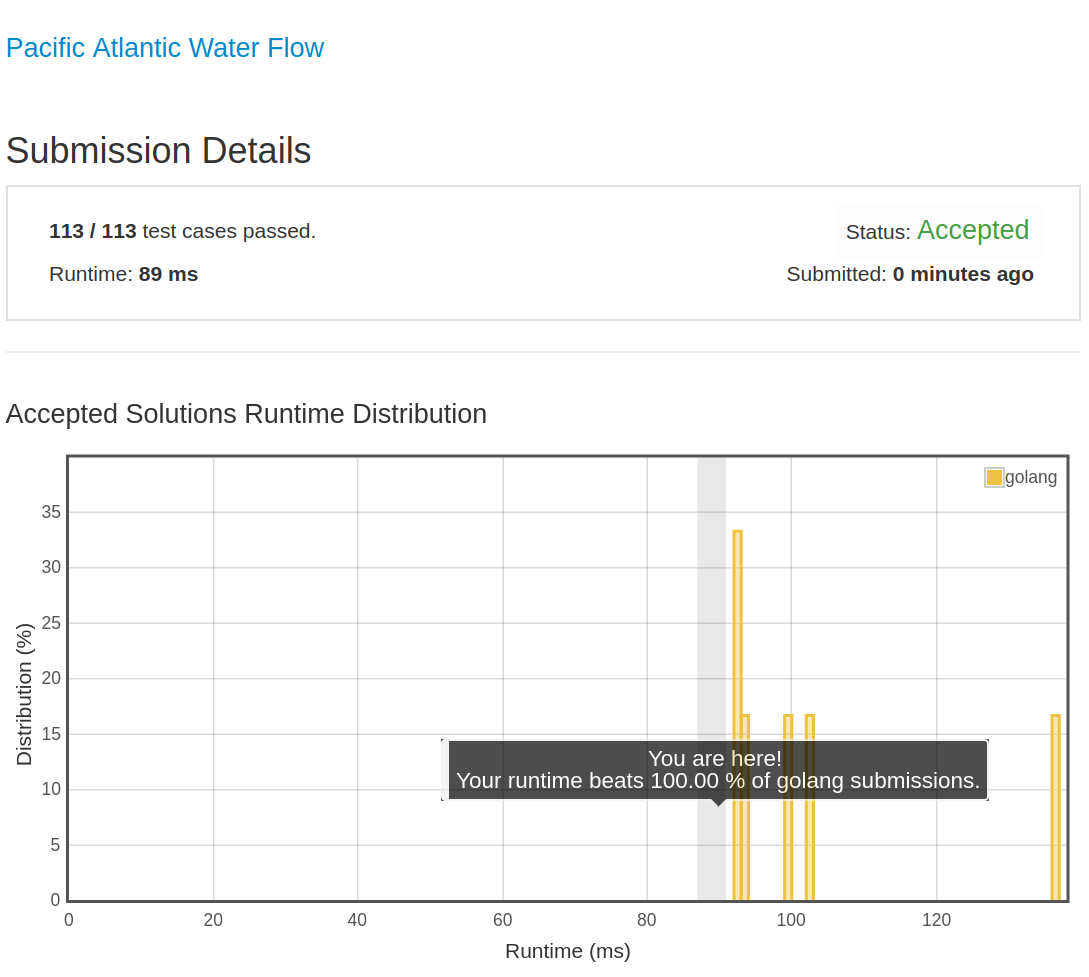 Pacific Atlantic Water Flow
Submission Details
113 / 113 test cases passed.
Status: Accepted
Runtime: 89 ms
Submitted: 0 minutes ago
Accepted Solutions Runtime Distribution
golang
35
30
25
20
15
10
5
0
Distribution (%)
You are here!
Your runtime beats 100.00 % of golang submissions.
0 20 40 60 80 100 120
Runtime (ms)